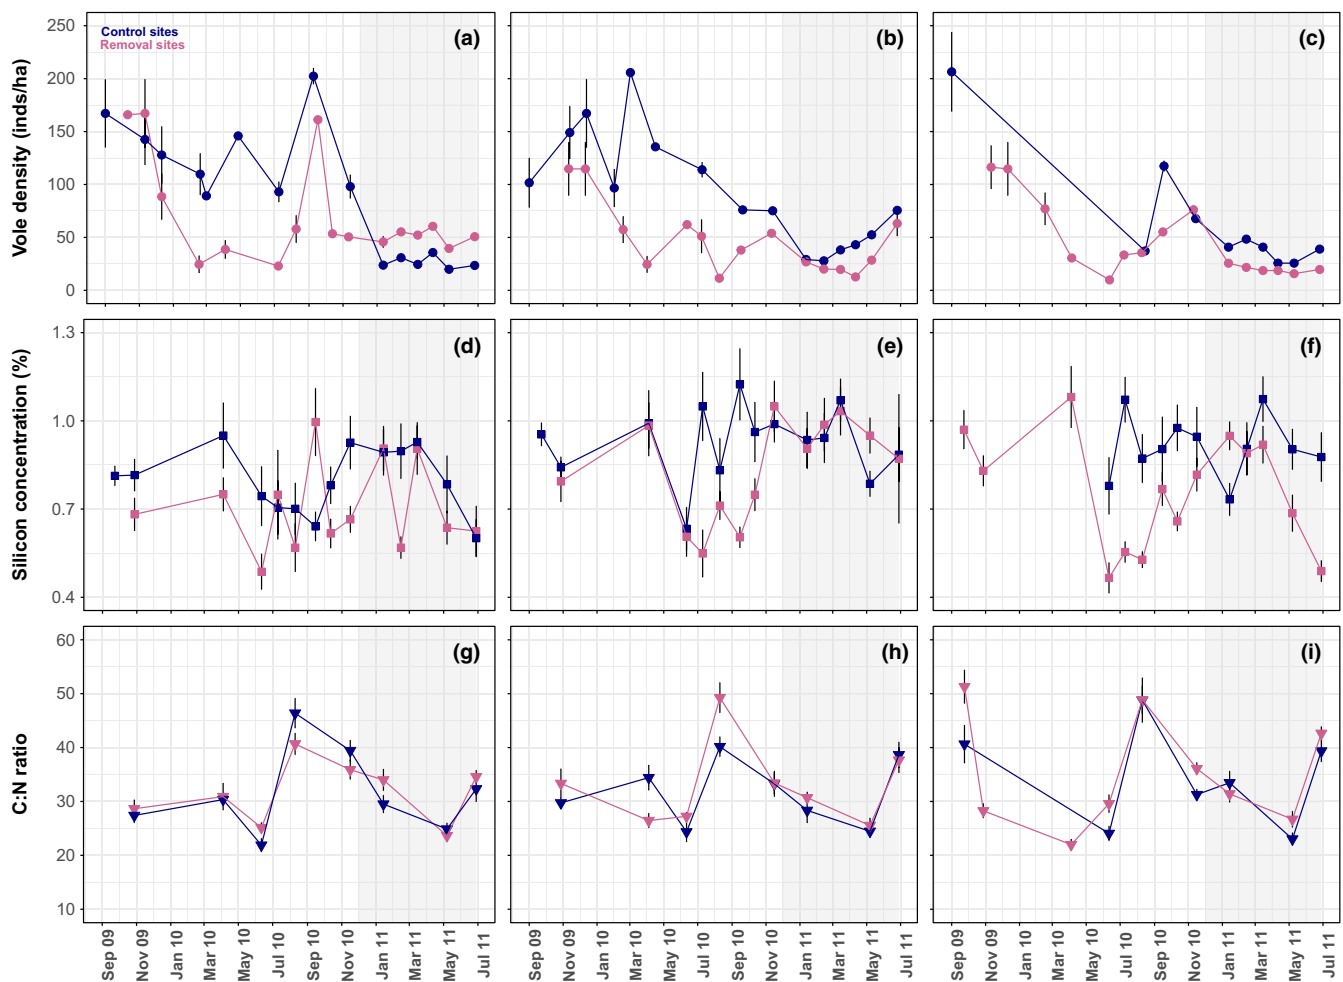 Vole density (inds/ha)
250
200
150
100
50
0
Control sites
Removal sites
(a)
(b)
(c)
Silicon concentration (%)
1.3
1.0
0.7
0.4
(d)
(e)
(f)
C:N ratio
60
50
40
30
20
10
(g)
(h)
(i)
Sep 09
Nov 09
Jan 10
Mar 10
May 10
Jul 10
Sep 10
Nov 10
Jan 11
Mar 11
May 11
Jul 11
Sep 09
Nov 09
Jan 10
Mar 10
May 10
Jul 10
Sep 10
Nov 10
Jan 11
Mar 11
May 11
Jul 11
Sep 09
Nov 09
Jan 10
Mar 10
May 10
Jul 10
Sep 10
Nov 10
Jan 11
Mar 11
May 11
Jul 11